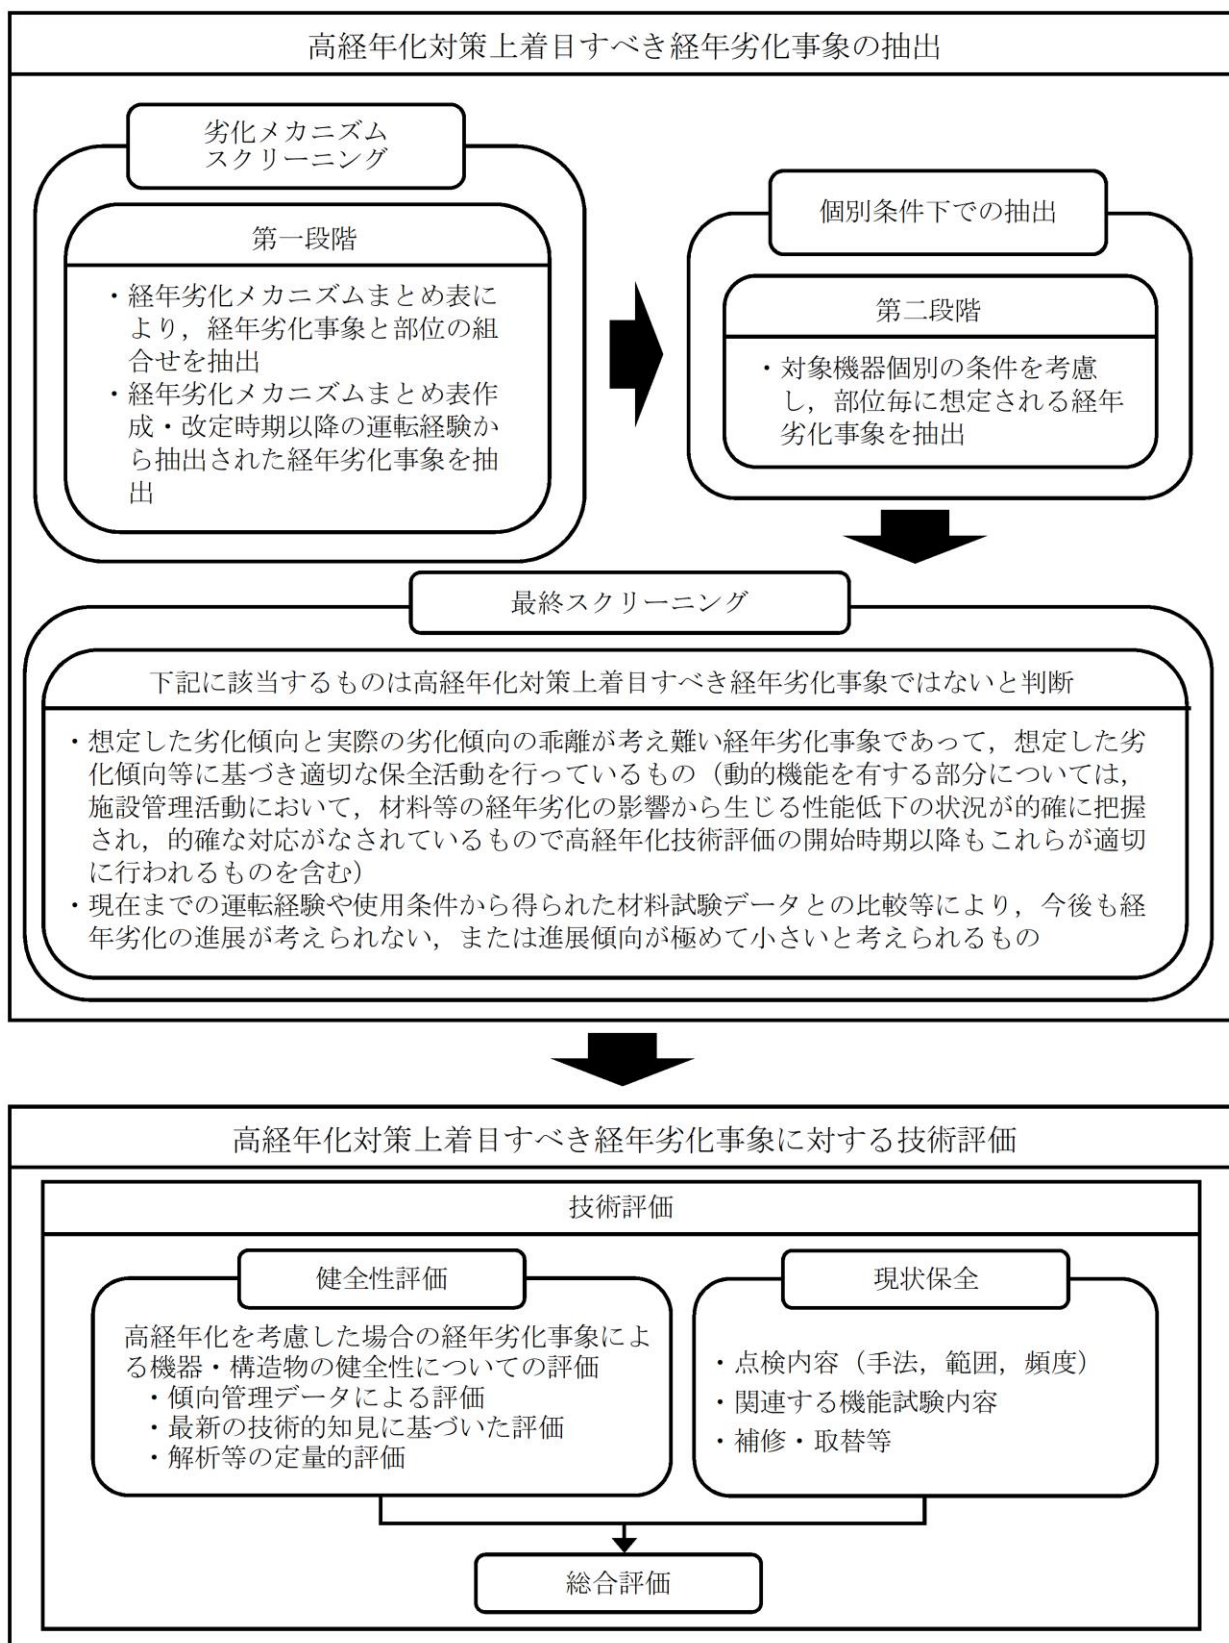 高経年化対策上着目すべき経年劣化事象の抽出
劣化メカニズム
スクリーニング
第一段階
・経年劣化メカニズムまとめ表に
より，経年劣化事象と部位の組
合せを抽出
・経年劣化メカニズムまとめ表作
成・改定時期以降の運転経験か
ら抽出された経年劣化事象を抽
出
個別条件下での抽出
第二段階
・対象機器個別の条件を考慮
し，部位毎に想定される経年
劣化事象を抽出
最終スクリーニング
下記に該当するものは高経年化対策上着目すべき経年劣化事象ではないと判断
・想定した劣化傾向と実際の劣化傾向の乖離が考え難い経年劣化事象であって，想定した劣
化傾向等に基づき適切な保全活動を行っているもの（動的機能を有する部分については，
施設管理活動において，材料等の経年劣化の影響から生じる性能低下の状況が的確に把握
され，的確な対応がなされているもので高経年化技術評価の開始時期以降もこれらが適切
に行われるものを含む）
・現在までの運転経験や使用条件から得られた材料試験データとの比較等により，今後も経
年劣化の進展が考えられない，または進展傾向が極めて小さいと考えられるもの
高経年化対策上着目すべき経年劣化事象に対する技術評価
技術評価
健全性評価
高経年化を考慮した場合の経年劣化事象によ
る機器・構造物の健全性についての評価
・傾向管理データによる評価
・最新の技術的知見に基づいた評価
・解析等の定量的評価
現状保全
・点検内容（手法，範囲，頻度）
・関連する機能試験内容
・補修・取替等
総合評価